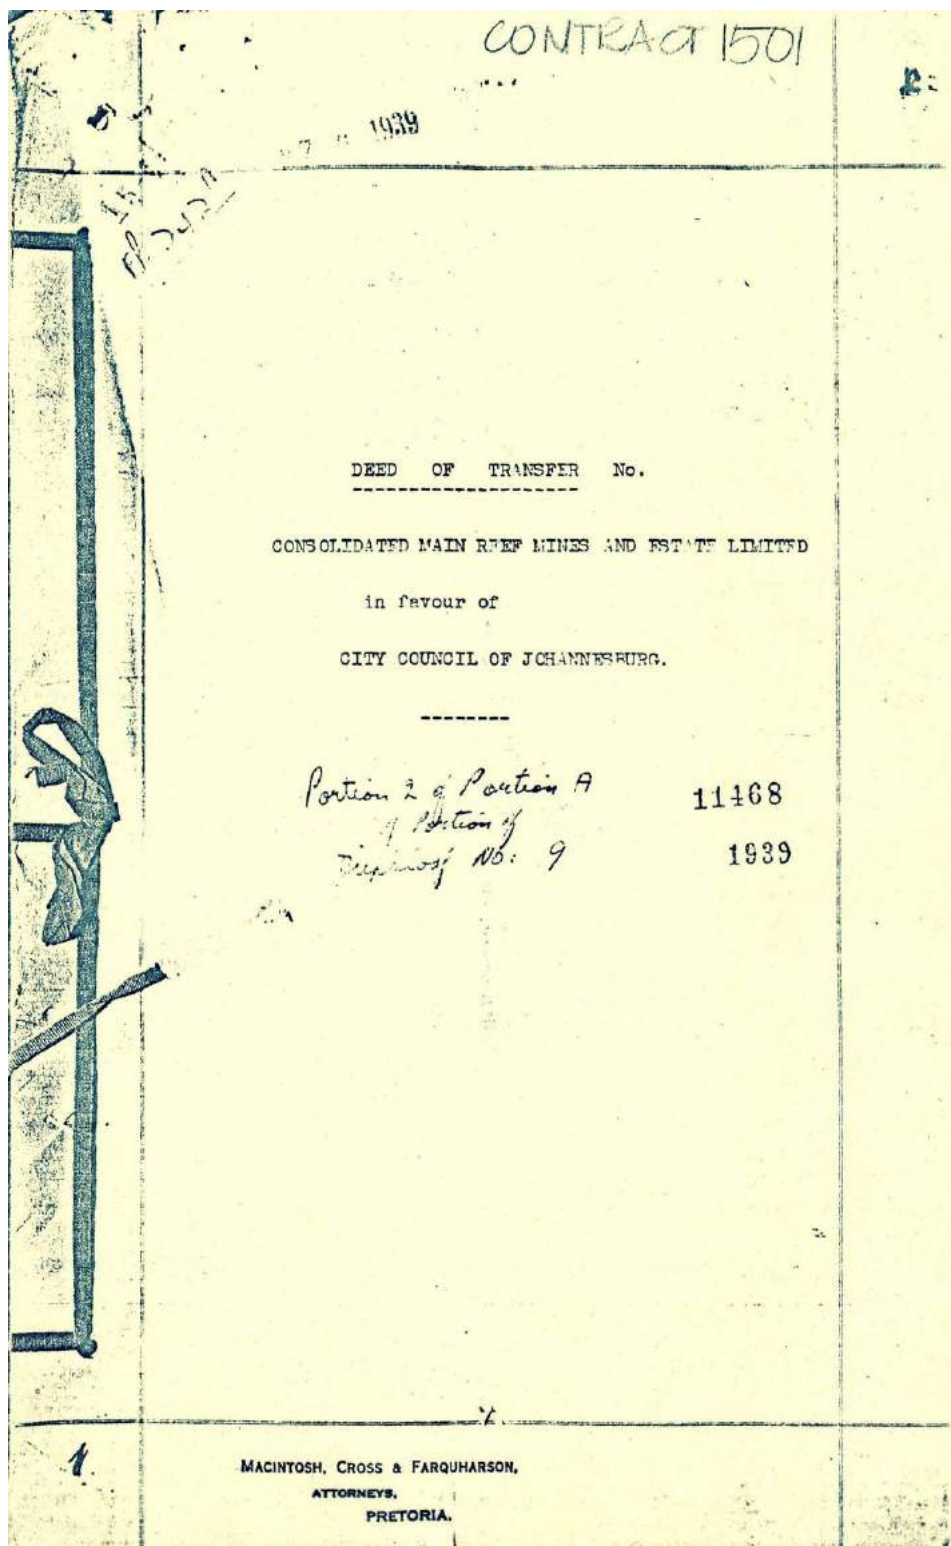 CONTRACT 1501
1939
DEED OF TRANSFER No.
CONSOLIDATED MAIN REEF MINES AND ESTATE LIMITED
in favour of
CITY COUNCIL OF JOHANNESBURG.
Portion 2 of Portion A
11468
of Portion of
No: 9
1939
MACINTOSH, CROSS & FARQUHARSON,
ATTORNEYS,
PRETORIA.